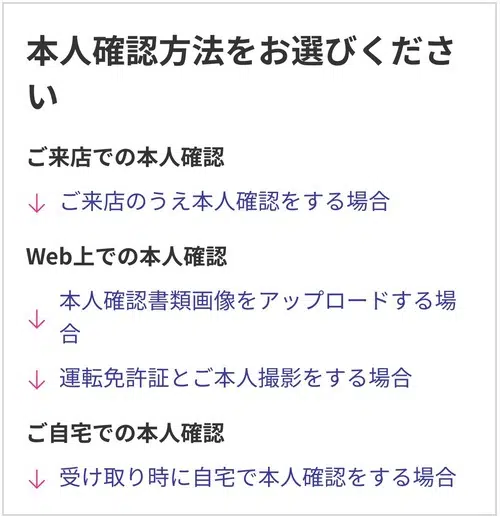 本人確認方法をお選びくださ
い
ご来店での本人確認
↓ ご来店のうえ本人確認をする場合
Web上での本人確認
↓ 本人確認書類画像をアップロードする場
合
↓ 運転免許証とご本人撮影をする場合
ご自宅での本人確認
↓ 受け取り時に自宅で本人確認をする場合